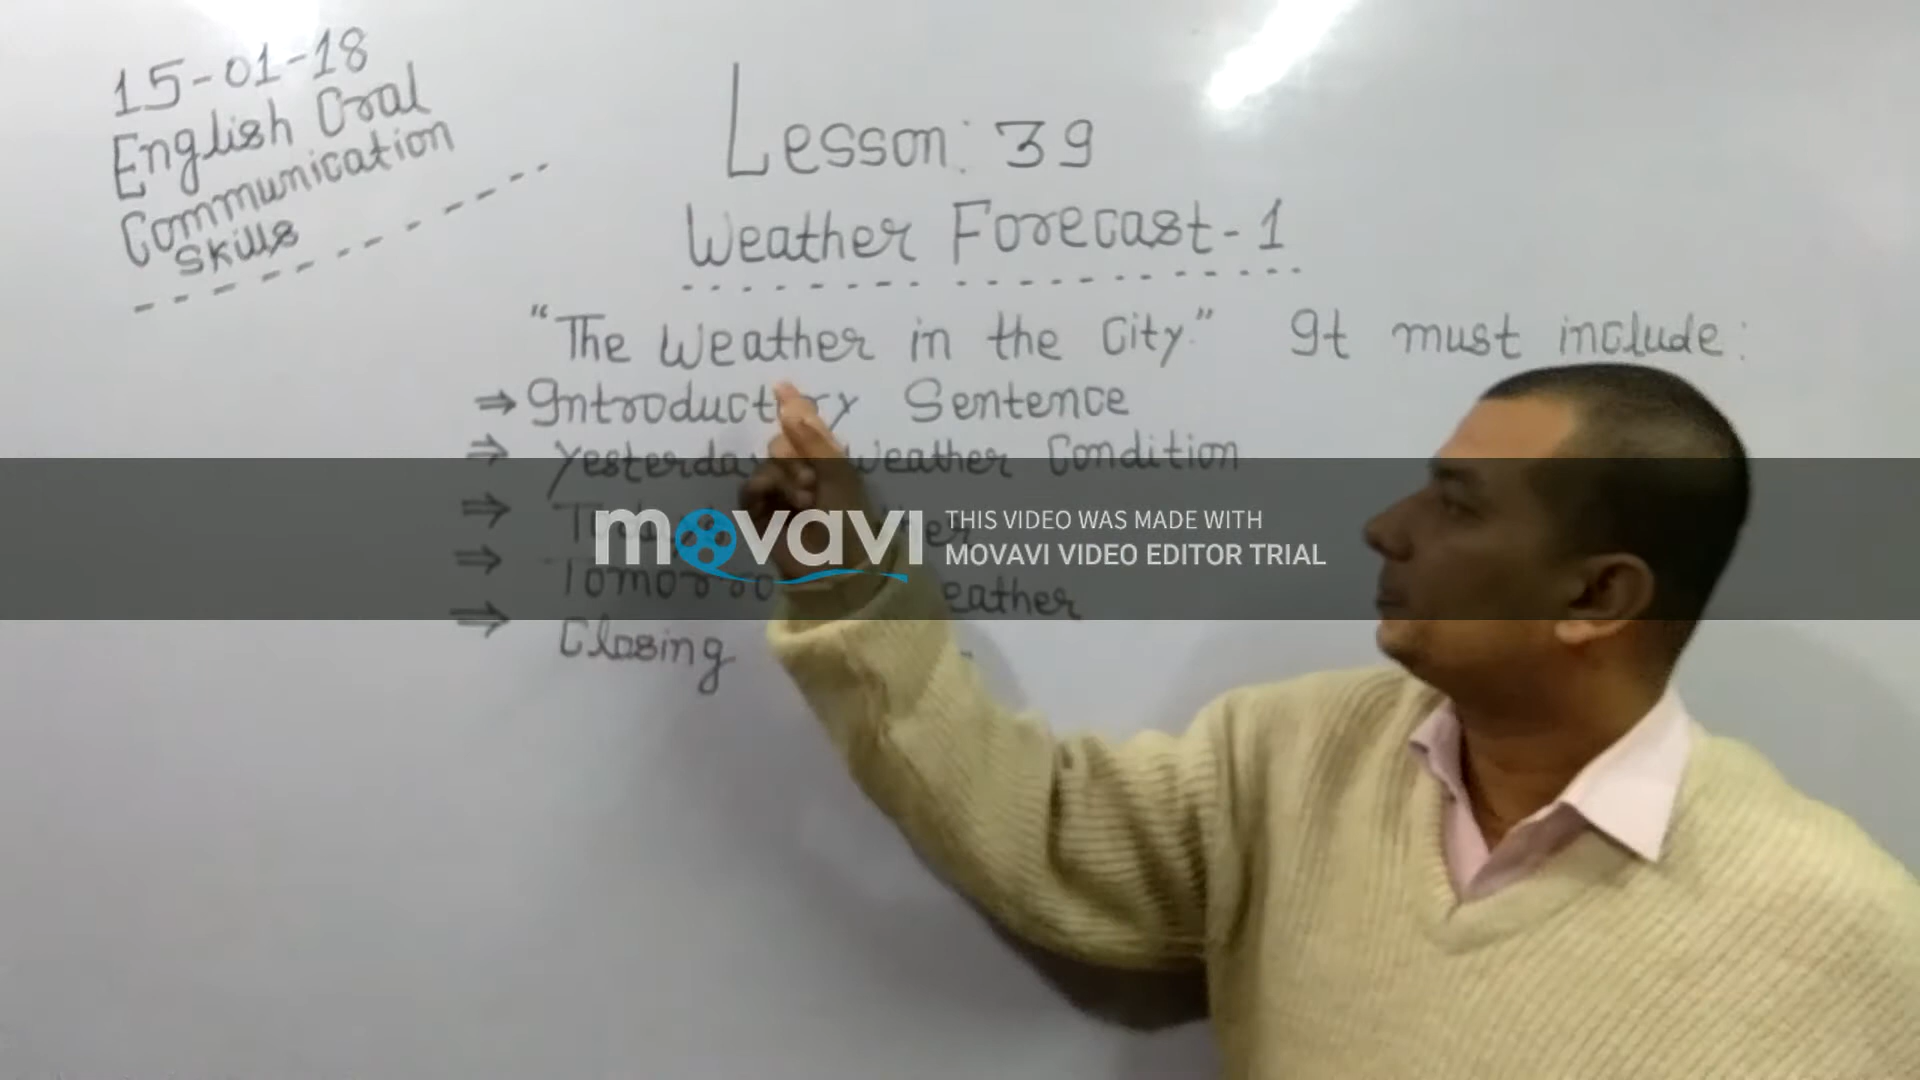 15-01-18
English Oral
Communication
Skills
Lesson: 39
Weather Forecast-1
"The Weather in the City." It must include:
⇒ Introductory Sentence
⇒ Yesterday Weather Condition
⇒
⇒ Tomorrow Weather
⇒ Closing
movavi
THIS VIDEO WAS MADE WITH
MOVAVI VIDEO EDITOR TRIAL